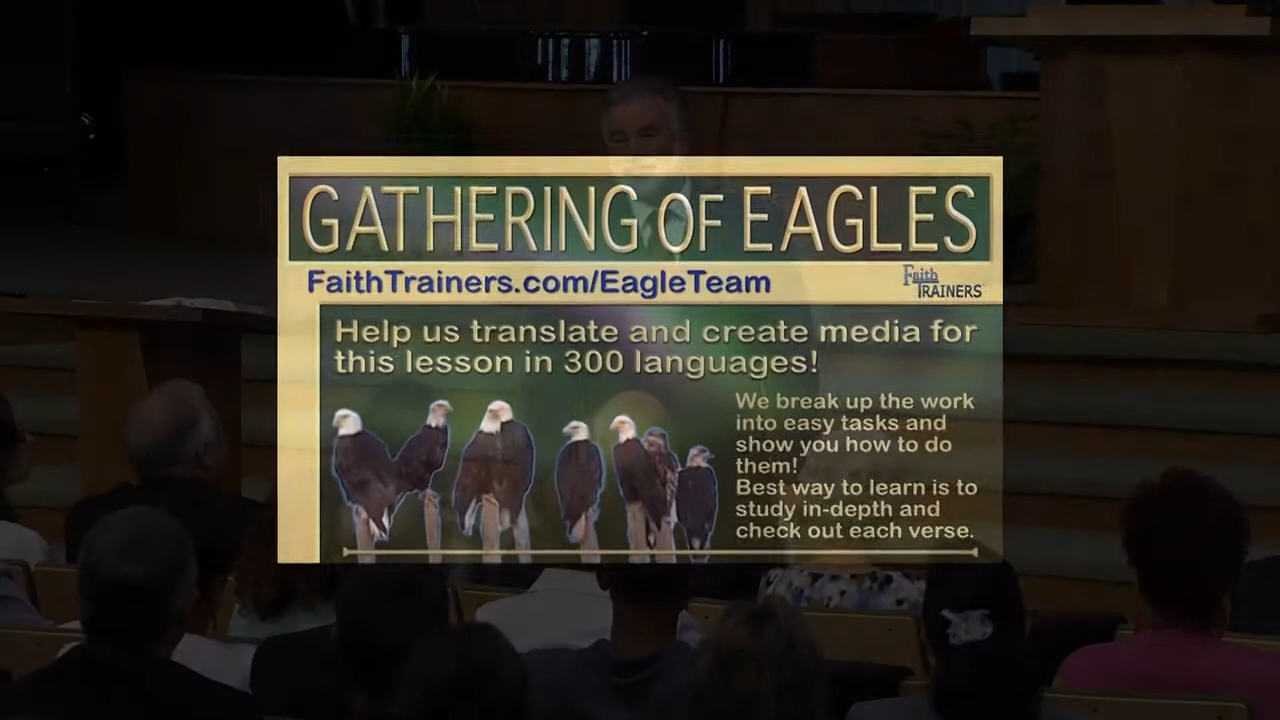 GATHERING OF EAGLES
FaithTrainers.com/EagleTeam
Faith
TRAINERS
Help us translate and create media for
this lesson in 300 languages!
We break up the work
into easy tasks and
show you how to do
them!
Best way to learn is to
study in-depth and
check out each verse.